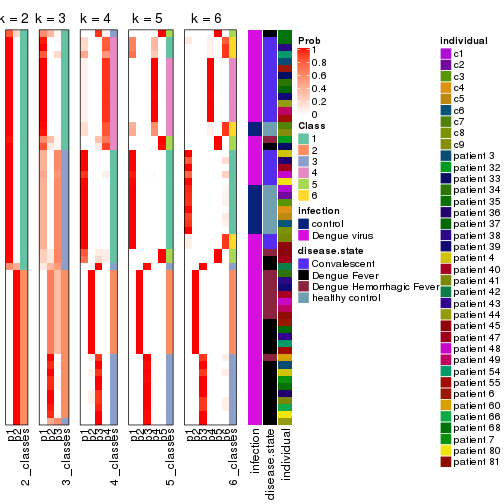 k = 2 k = 3 k = 4 k = 5 k = 6
Prob
1
0.8
0.6
0.4
0.2
0
Class
1
2
3
4
5
6
infection
control
Dengue virus
disease.state
Convalescent
Dengue Fever
Dengue Hemorrhagic Fever
healthy control
individual
c1
c2
c3
c4
c5
c6
c7
c8
c9
patient 3
patient 32
patient 33
patient 34
patient 35
patient 36
patient 37
patient 38
patient 39
patient 4
patient 40
patient 41
patient 42
patient 43
patient 44
patient 45
patient 47
patient 48
patient 49
patient 54
patient 55
patient 6
patient 60
patient 66
patient 68
patient 7
patient 80
patient 81
p1
p2
2_classes
p1
p2
p3
3_classes
p1
p2
p3
p4
4_classes
p1
p2
p3
p4
p5
5_classes
p1
p2
p3
p4
p5
p6
6_classes
infection
disease.state
individual